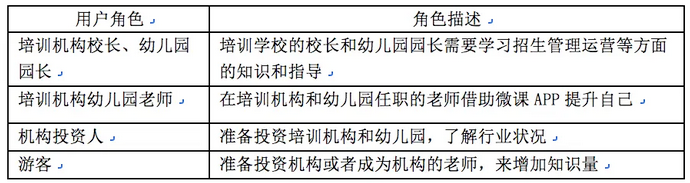 用户角色 角色描述
培训机构校长、幼儿园 培训学校的校长和幼儿园园长需要学习招生管理运营等方面
园长 的知识和指导
培训机构幼儿园老师 在培训机构和幼儿园任职的老师借助微课 APP 提升自己
机构投资人 准备投资培训机构和幼儿园，了解行业状况
游客 准备投资机构或者成为机构的老师，来增加知识量